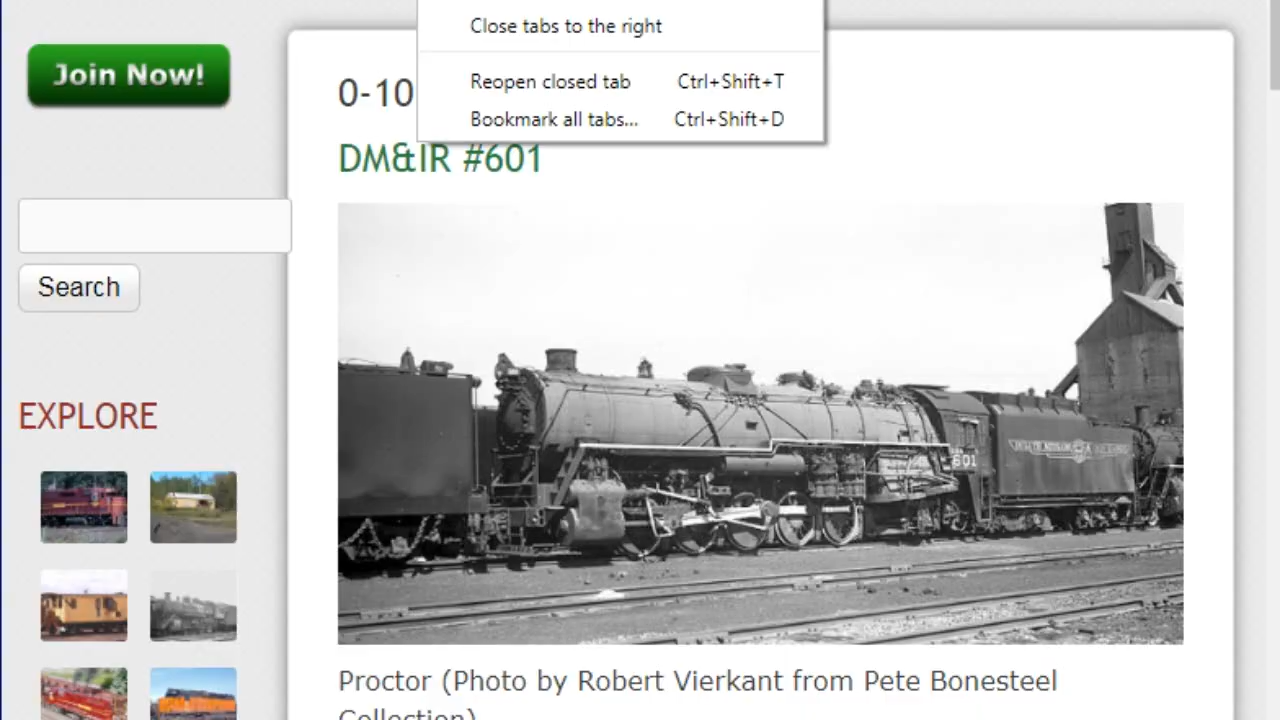 Close tabs to the right
Reopen closed tab Ctrl+Shift+T
Bookmark all tabs... Ctrl+Shift+D
Join Now!
Search
EXPLORE
0-10
DM&IR #601
601
Proctor (Photo by Robert Vierkant from Pete Bonesteel
Collection)